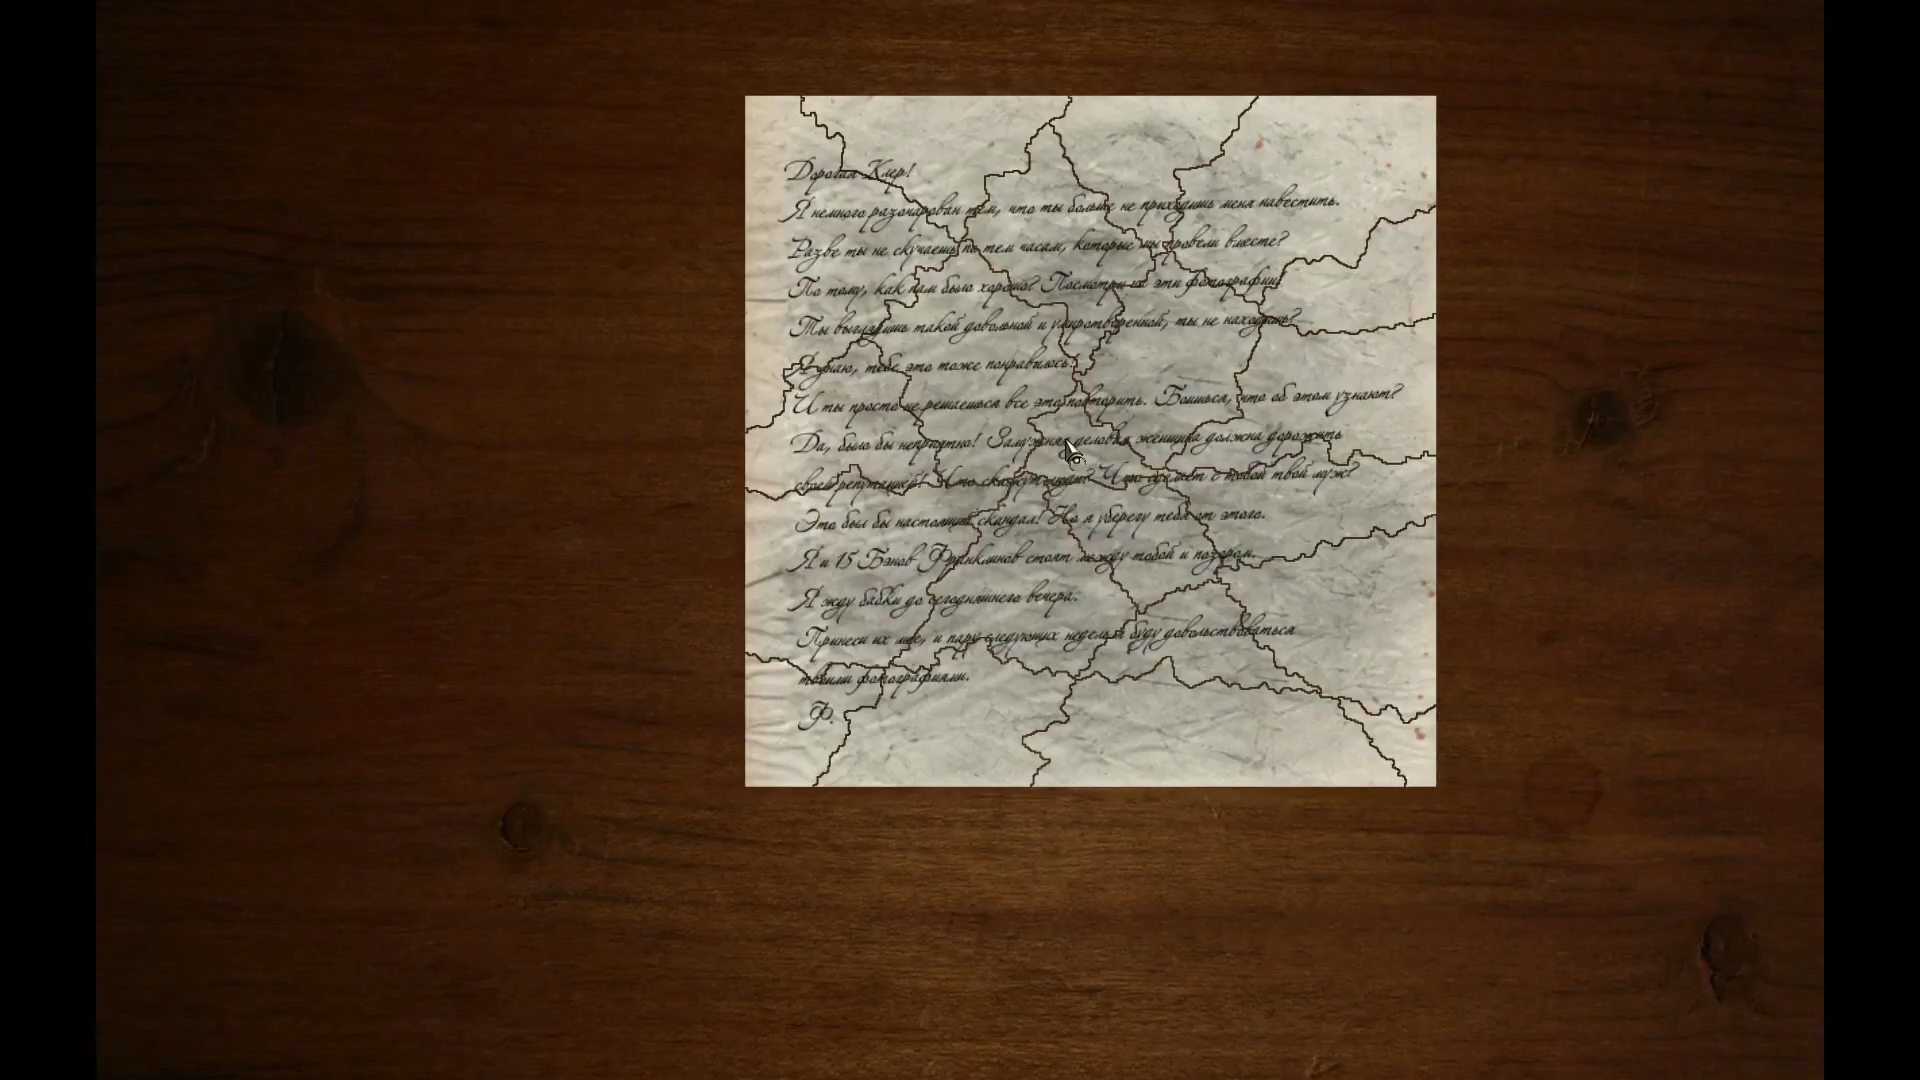 Дорогая Клер!
Я немного разочарован тем, что ты больше не приходишь меня навестить.
Разве ты не скучаешь по тем часам, которые мы провели вместе?
По тому, как нам было хорошо? Посмотри на эти фотографии!
Ты выглядишь такой довольной и умиротворенной, ты не находишь?
Я знаю, тебе это тоже понравилось!
И ты просто не решаешься все это повторить. Боишься, что об этом узнают?
Да, было бы неприятно! Замужняя деловая женщина должна дорожить
своей репутацией! Что скажут люди? Что сделает с тобой твой муж?
Это был бы настоящий скандал! Но я уберегу тебя от этого.
Я и 15 Бэнов Франклинов стоят между тобой и позором.
Я жду бабки до сегодняшнего вечера.
Принеси их мне, и пару следующих недель я буду довольствоваться
твоими фотографиями.
Ф.